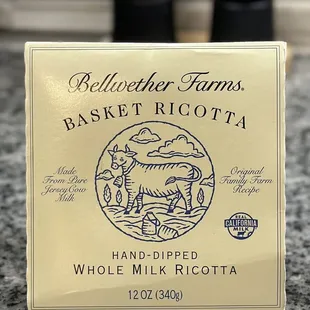 Bellwether Farms®
BASKET RICOTTA
Made
From Pure
Jersey Cow
Milk
Original
Family Farm
Recipe
REAL
CALIFORNIA
MILK
HAND-DIPPED
WHOLE MILK RICOTTA
12 OZ (340g)